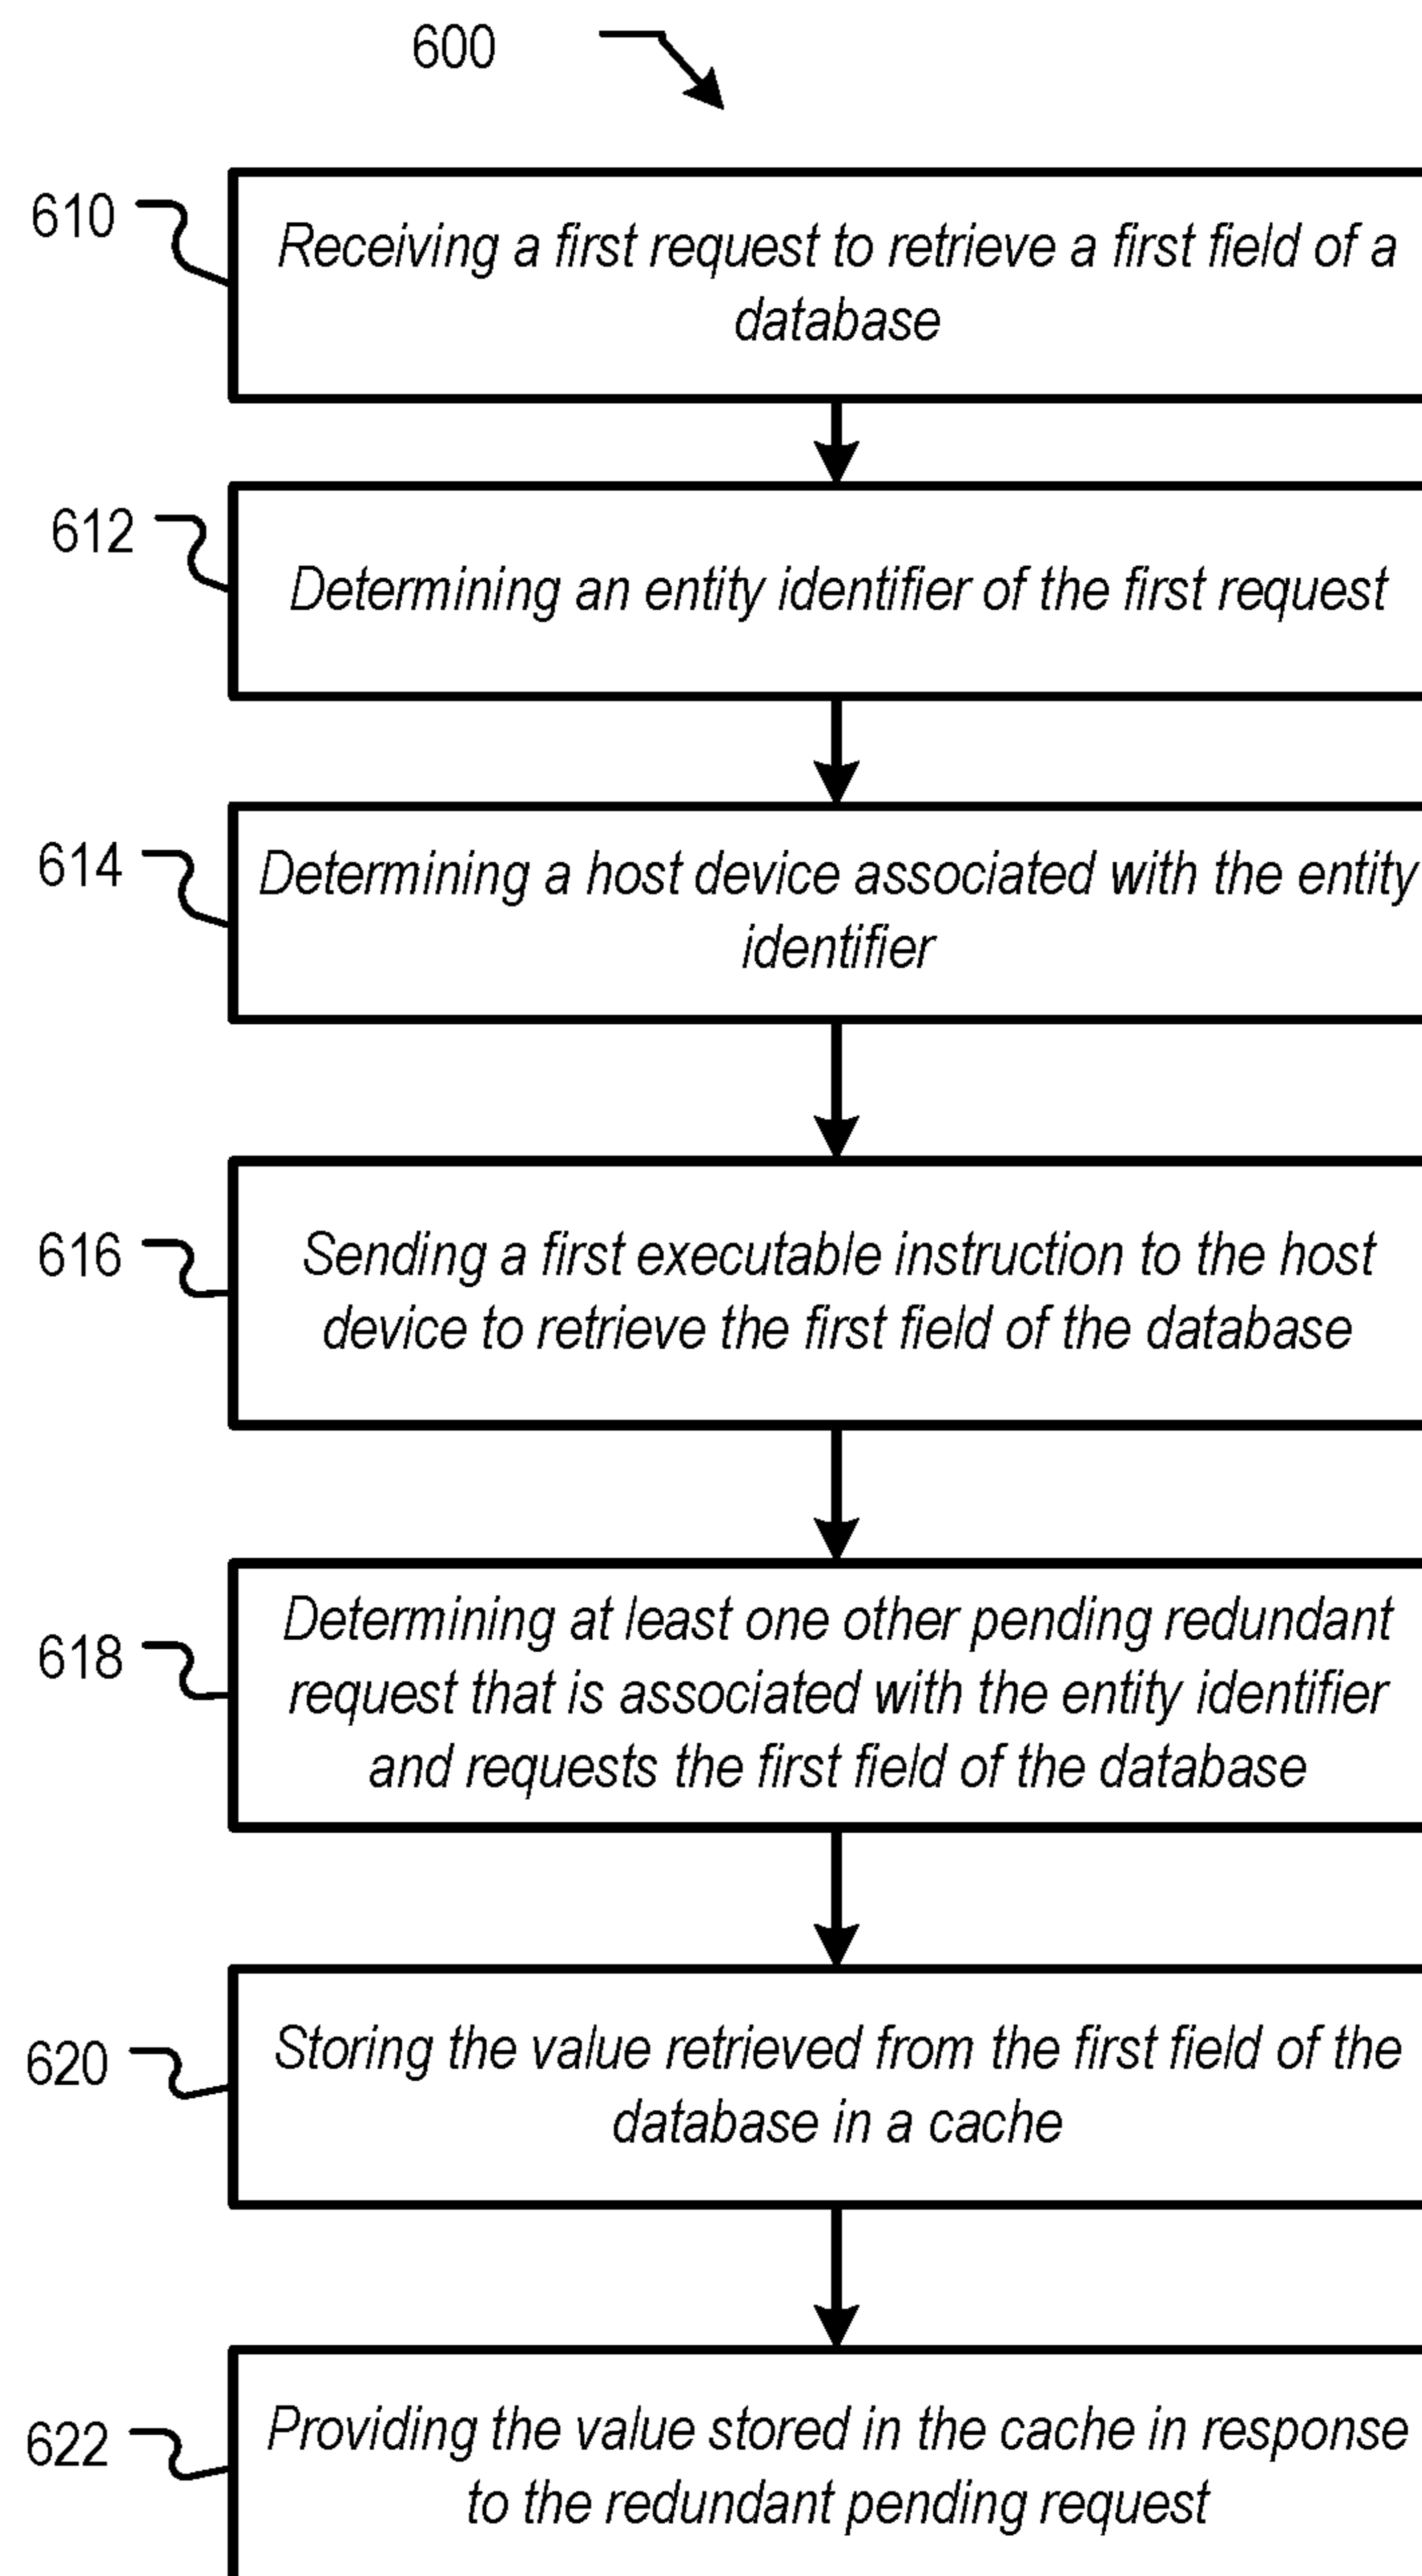 600
610
Receiving a first request to retrieve a first field of a
database
612
Determining an entity identifier of the first request
614
Determining a host device associated with the entity
identifier
616
Sending a first executable instruction to the host
device to retrieve the first field of the database
618
Determining at least one other pending redundant
request that is associated with the entity identifier
and requests the first field of the database
620
Storing the value retrieved from the first field of the
database in a cache
622
Providing the value stored in the cache in response
to the redundant pending request